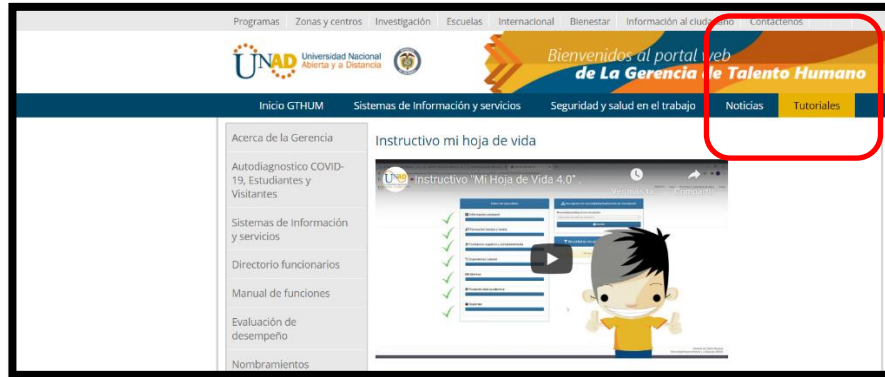 Programas Zonas y centros Investigación Escuelas Internacional Bienestar Información al ciudadano Contáctenos
UNAD Universidad Nacional
Abierta y a Distancia
Bienvenidos al portal web
de La Gerencia de Talento Humano
Inicio GTHUM Sistemas de Información y servicios Seguridad y salud en el trabajo Noticias Tutoriales
Acerca de la Gerencia
Autodiagnostico COVID-
19, Estudiantes y
Visitantes
Sistemas de Información
y servicios
Directorio funcionarios
Manual de funciones
Evaluación de
desempeño
Nombramientos
Instructivo mi hoja de vida
Instructivo "Mi Hoja de Vida 4.0"